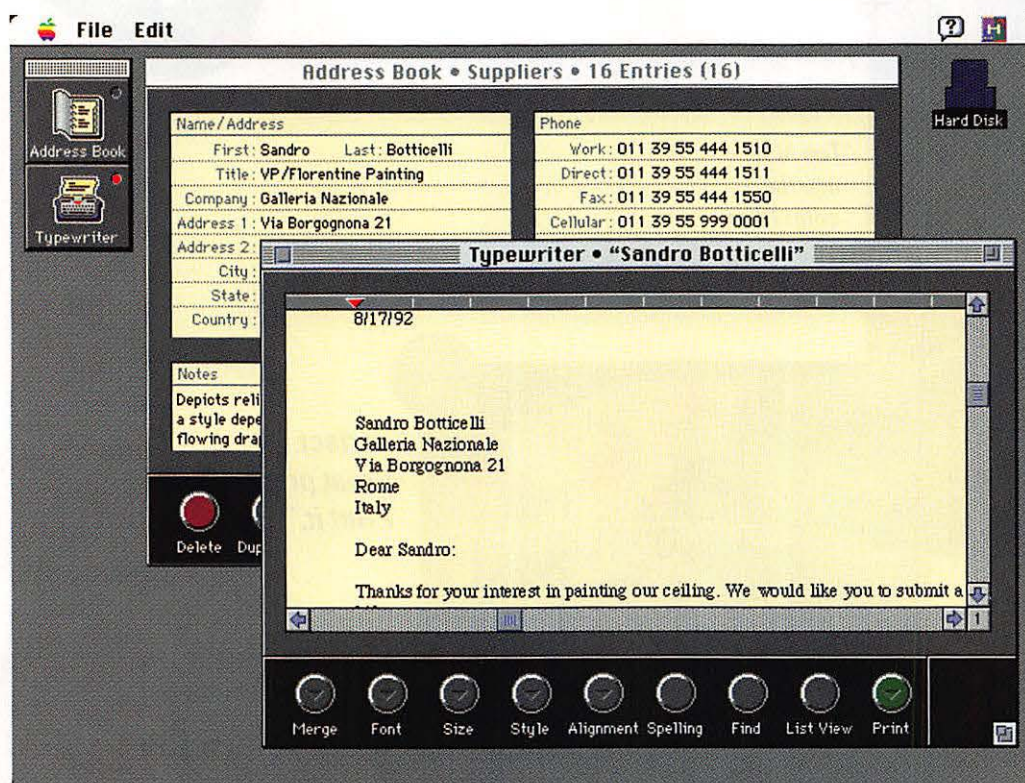 File Edit
Address Book • Suppliers • 16 Entries (16)
Hard Disk
Address Book
Typewriter
Name/Address
First: Sandro Last: Botticelli
Title: VP/Florentine Painting
Company: Galleria Nazionale
Address 1: Via Borgognona 21
Address 2:
City:
State:
Country:
Phone
Work: 011 39 55 444 1510
Direct: 011 39 55 444 1511
Fax: 011 39 55 444 1550
Cellular: 011 39 55 999 0001
Notes
Depicts reli
a style depe
flowing dra
Delete Dup
Typewriter • “Sandro Botticelli”
8/17/92
Sandro Botticelli
Galleria Nazionale
Via Borgognona 21
Rome
Italy
Dear Sandro:
Thanks for your interest in painting our ceiling. We would like you to submit a
1
Merge Font Size Style Alignment Spelling Find List View Print